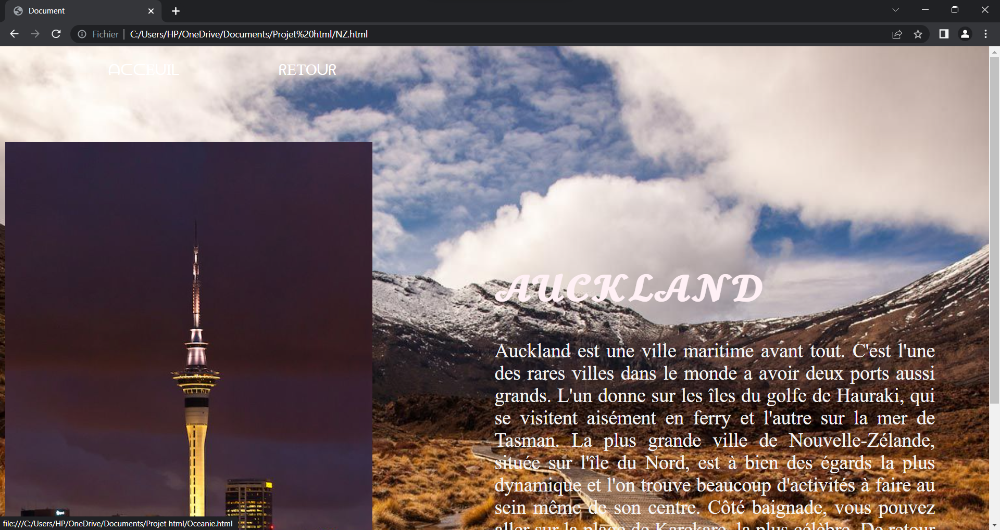 Document
Fichier C:/Users/HP/OneDrive/Documents/Projet%20html/NZ.html
ACCEUIL RETOUR
AUCKLAND
Auckland est une ville maritime avant tout. C'est l'une
des rares villes dans le monde a avoir deux ports aussi
grands. L'un donne sur les îles du golfe de Hauraki, qui
se visitent aisément en ferry et l'autre sur la mer de
Tasman. La plus grande ville de Nouvelle-Zélande,
située sur l'île du Nord, est à bien des égards la plus
dynamique et l'on trouve beaucoup d'activités à faire au
sein même de son centre. Côté baignade, vous pouvez
aller sur la plage de Karekare, la plus célèbre. De retour
file:///C:/Users/HP/OneDrive/Documents/Projet html/Oceanie.html